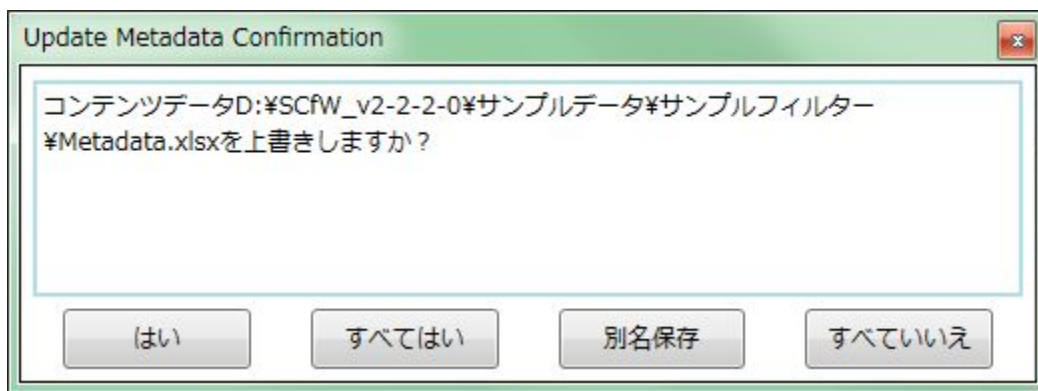 Update Metadata Confirmation
コンテンツデータD:¥SCfW_v2-2-2-0¥サンプルデータ¥サンプルフィルター
¥Metadata.xlsxを上書きしますか？
はい すべてはい 別名保存 すべていいえ